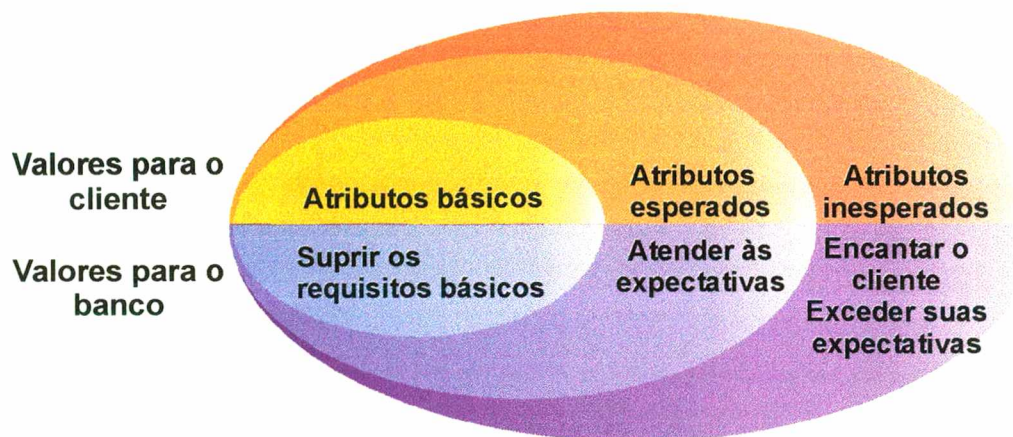 Valores para o
cliente
Atributos básicos
Atributos
esperados
Atributos
inesperados
Valores para o
banco
Suprir os
requisitos básicos
Atender às
expectativas
Encantar o
cliente
Exceder suas
expectativas